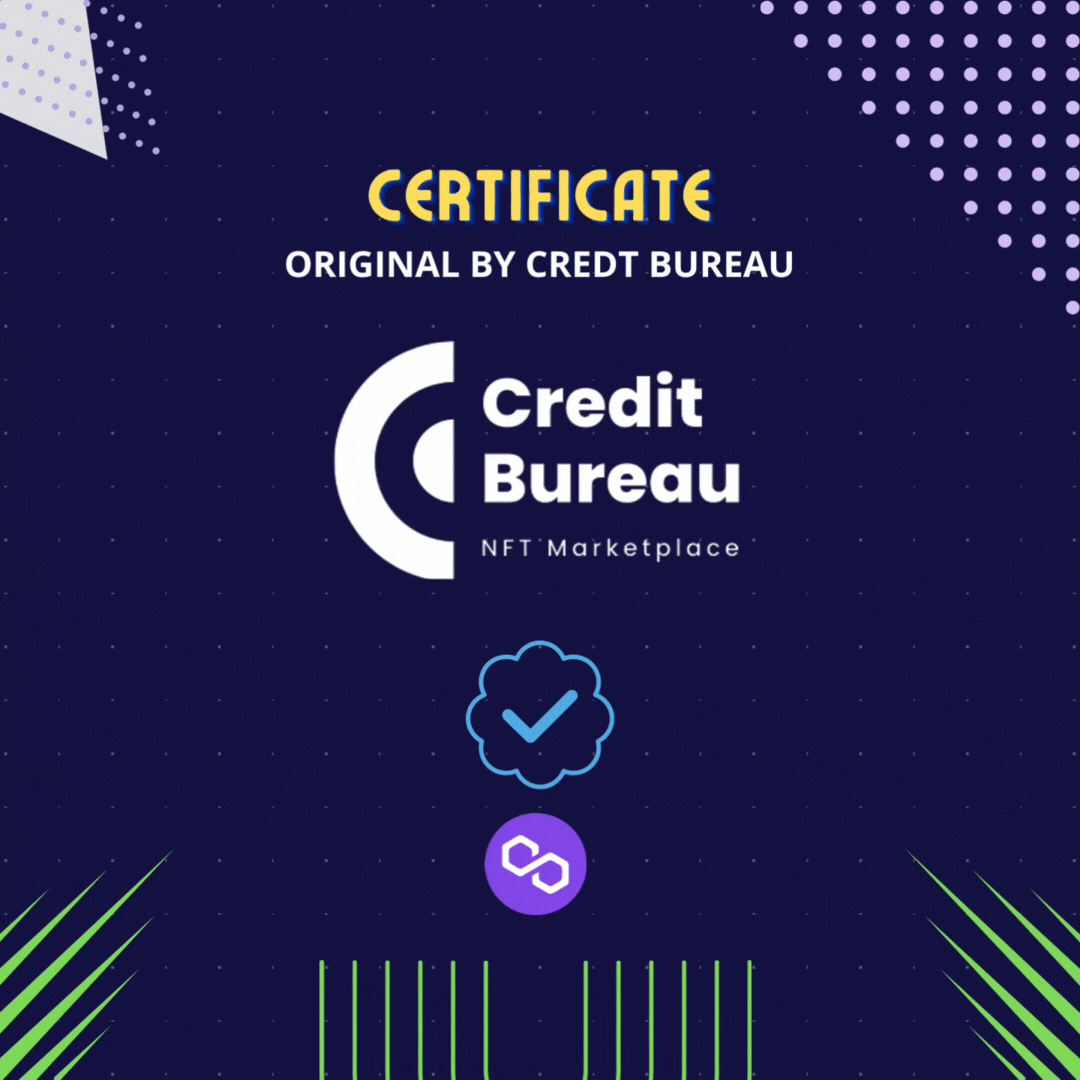 CERTIFICATE
ORIGINAL BY CREDT BUREAU
Credit
Bureau
NFT Marketplace